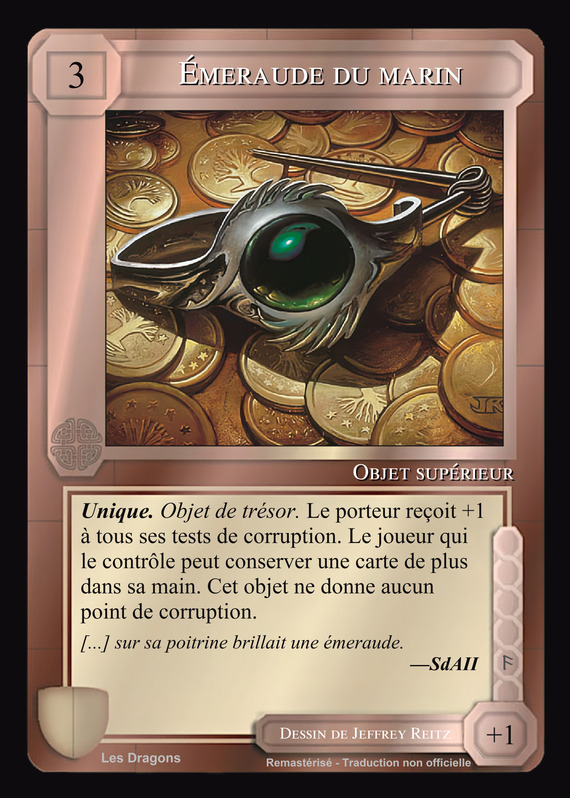 3
Émeraude du marin
JR
Objet supérieur
Unique. Objet de trésor. Le porteur reçoit +1
à tous ses tests de corruption. Le joueur qui
le contrôle peut conserver une carte de plus
dans sa main. Cet objet ne donne aucun
point de corruption.
[...] sur sa poitrine brillait une émeraude.
—SdAII
Dessin de Jeffrey Reitz
+1
Les Dragons
Remastérisé - Traduction non officielle